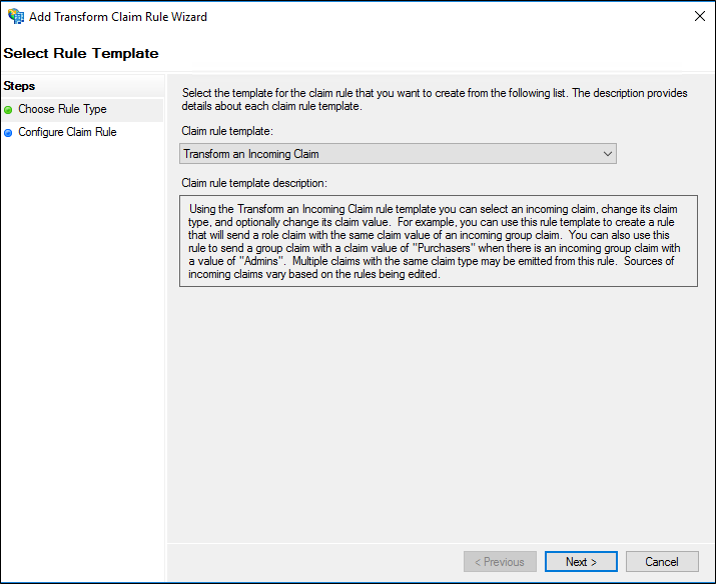 Add Transform Claim Rule Wizard
Select Rule Template
Steps
Choose Rule Type
Configure Claim Rule
Select the template for the claim rule that you want to create from the following list. The description provides
details about each claim rule template.
Claim rule template:
Transform an Incoming Claim
Claim rule template description:
Using the Transform an Incoming Claim rule template you can select an incoming claim, change its claim
type, and optionally change its claim value.  For example, you can use this rule template to create a rule
that will send a role claim with the same claim value of an incoming group claim.  You can also use this
rule to send a group claim with a claim value of "Purchasers" when there is an incoming group claim with
a value of "Admins".  Multiple claims with the same claim type may be emitted from this rule.  Sources of
incoming claims vary based on the rules being edited.
< Previous
Next >
Cancel